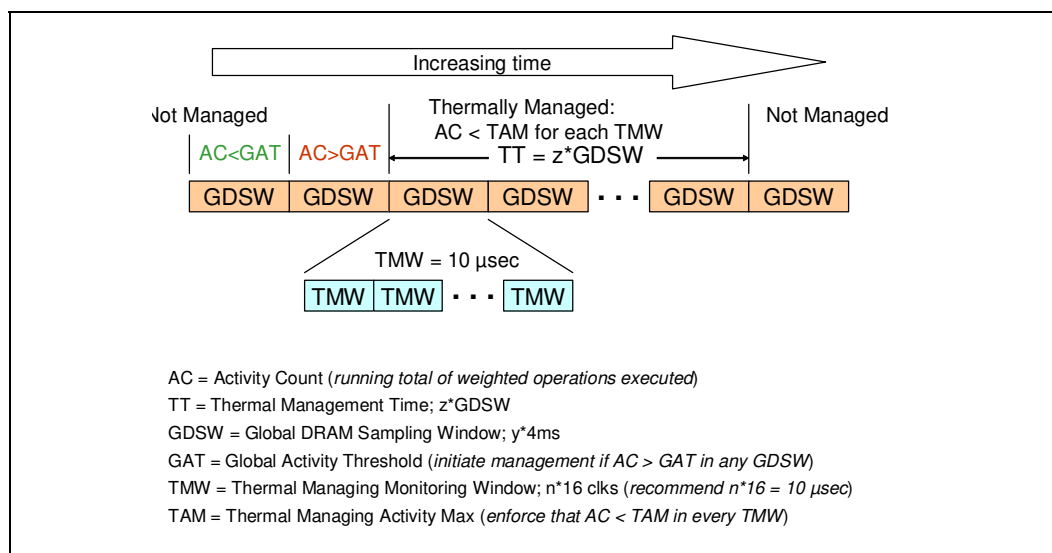 Increasing time
Not Managed
Thermally Managed:
AC < TAM for each TMW
Not Managed
AC<GAT
AC>GAT
TT = z*GDSW
GDSW
GDSW
GDSW
GDSW
. . .
GDSW
GDSW
TMW = 10 µsec
TMW
TMW
. . .
TMW
AC = Activity Count (running total of weighted operations executed)
TT = Thermal Management Time; z*GDSW
GDSW = Global DRAM Sampling Window; y*4ms
GAT = Global Activity Threshold (initiate management if AC > GAT in any GDSW)
TMW = Thermal Managing Monitoring Window; n*16 clks (recommend n*16 = 10 µsec)
TAM = Thermal Managing Activity Max (enforce that AC < TAM in every TMW)